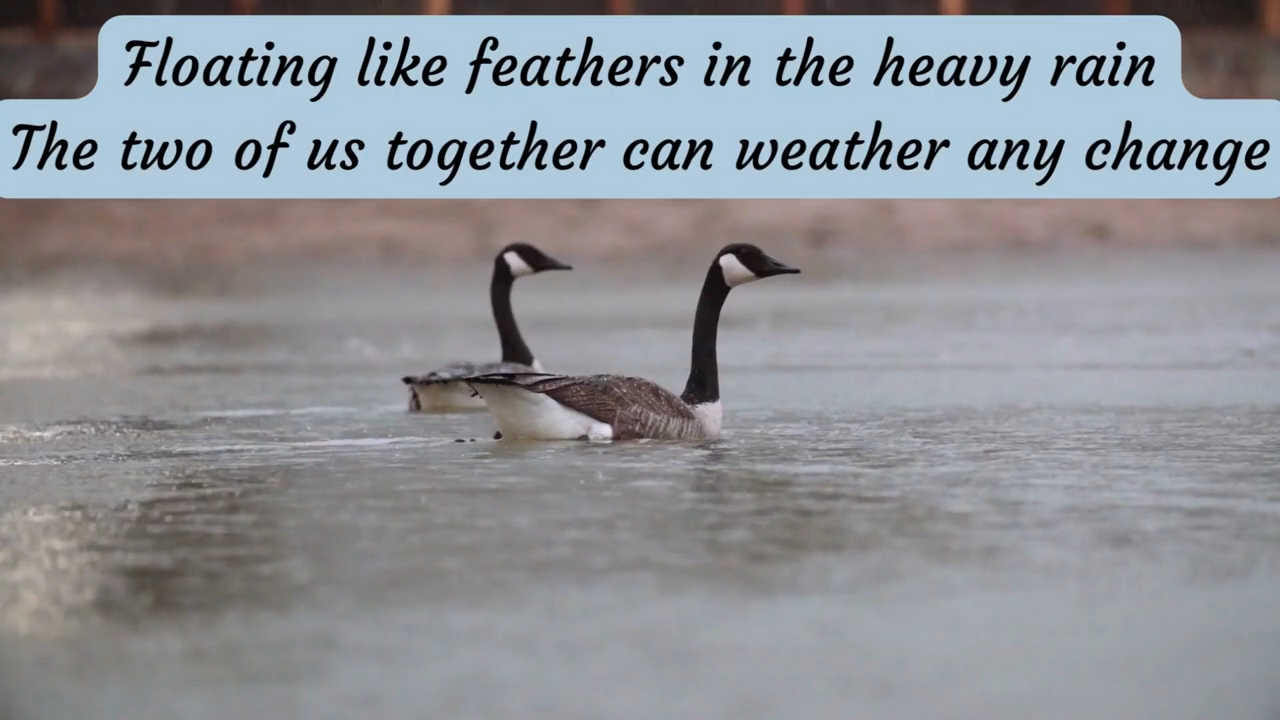 Floating like feathers in the heavy rain
The two of us together can weather any change